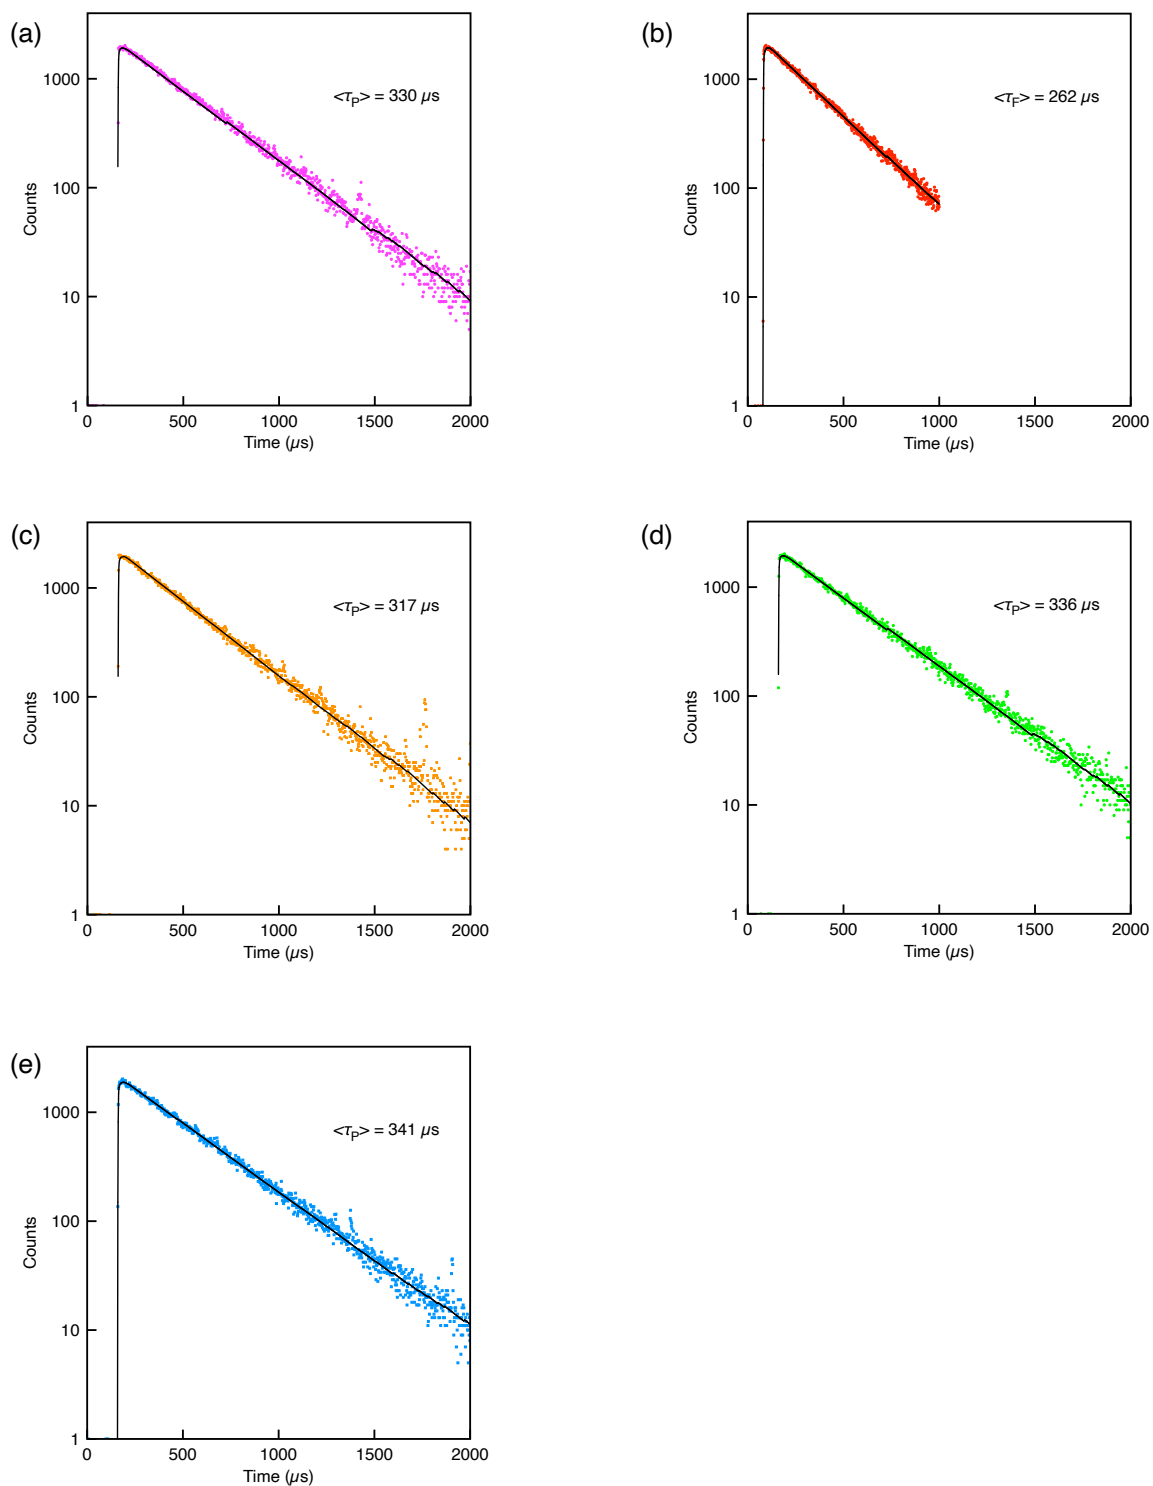 (a)
1000
100
10
1
Counts
<τP> = 330 µs
0 500 1000 1500 2000
Time (µs)
(b)
1000
100
10
1
Counts
<τF> = 262 µs
0 500 1000 1500 2000
Time (µs)
(c)
1000
100
10
1
Counts
<τP> = 317 µs
0 500 1000 1500 2000
Time (µs)
(d)
1000
100
10
1
Counts
<τP> = 336 µs
0 500 1000 1500 2000
Time (µs)
(e)
1000
100
10
1
Counts
<τP> = 341 µs
0 500 1000 1500 2000
Time (µs)